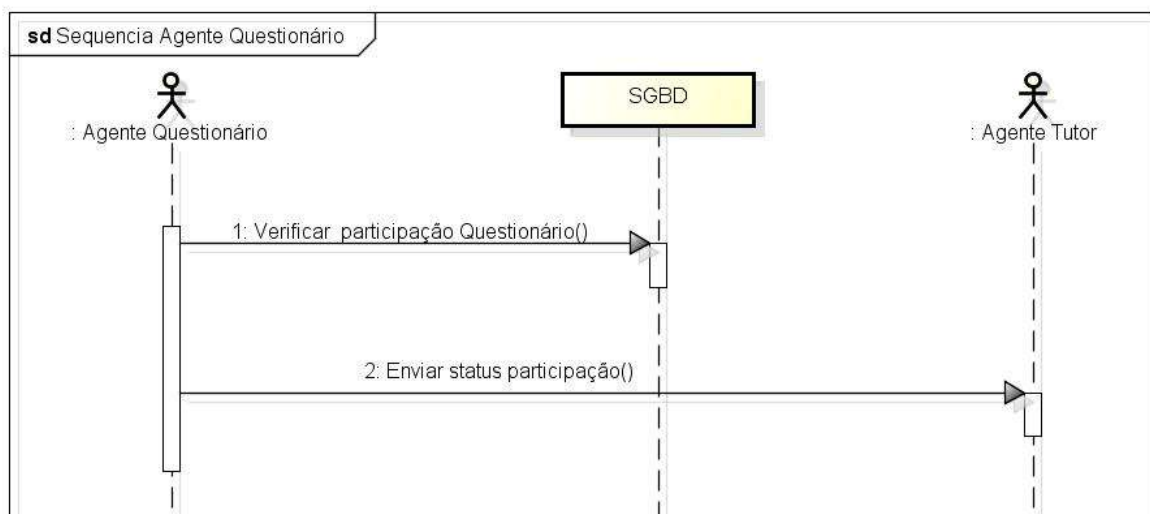 sd Sequencia Agente Questionário
SGBD
: Agente Questionário
: Agente Tutor
1: Verificar participação Questionário()
2: Enviar status participação()